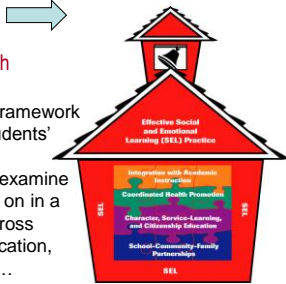 h
ramework
udents’
examine
on in a
ross
cation,
…
Effective Social
and Emotional
Learning (SEL) Practice
Integration with Academic
Instruction
Coordinated Health Promotion
Character, Service-Learning,
and Citizenship Education
School-Community-Family
Partnerships
SEL
SEL
SEL